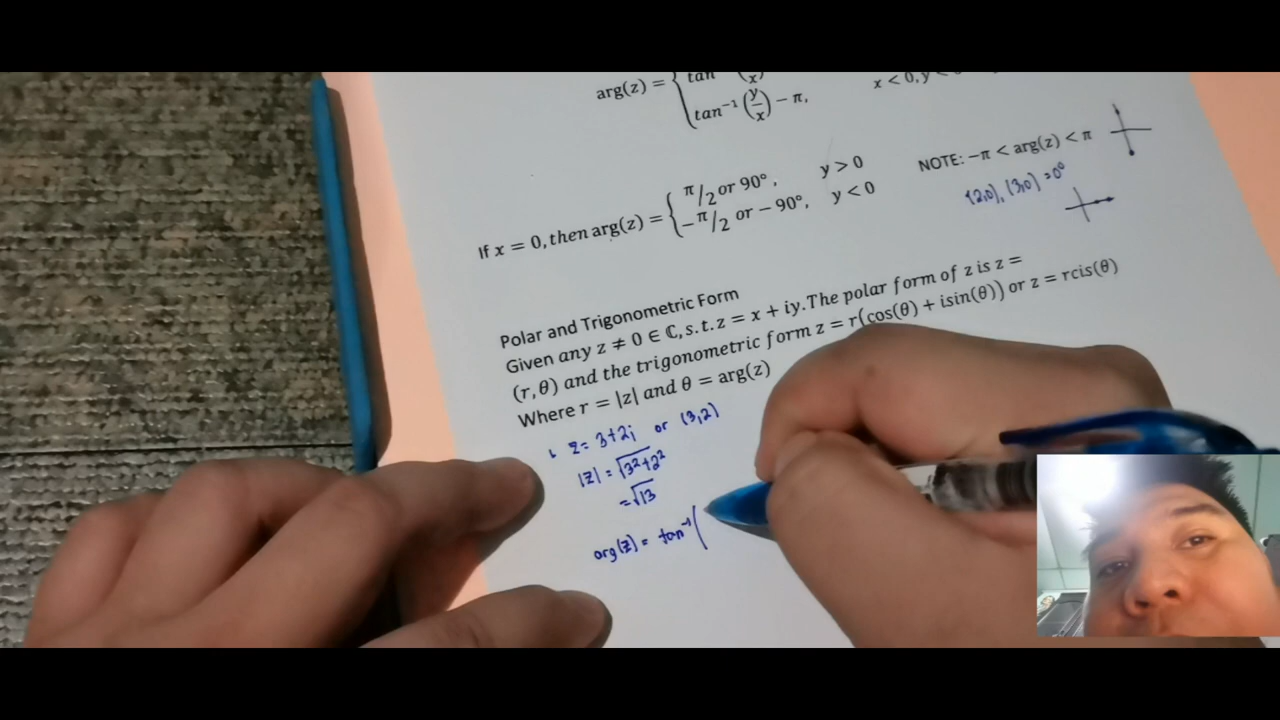 arg(z) = { tan (y/x)
x < 0, y <
tan⁻¹ (y/x) − π,
NOTE: −π < arg(z) < π
(2,0), (3,0) = 0°
If x = 0, then arg(z) = { π/2 or 90°, y > 0
−π/2 or − 90°, y < 0
Polar and Trigonometric Form
Given any z ≠ 0 ∈ ℂ, s. t. z = x + iy. The polar form of z is z =
(r, θ) and the trigonometric form z = r(cos(θ) + isin(θ)) or z = rcis(θ)
Where r = |z| and θ = arg(z)
z = 3+2i or (3,2)
|z| = √3²+2²
= √13
arg(z) = tan⁻¹(